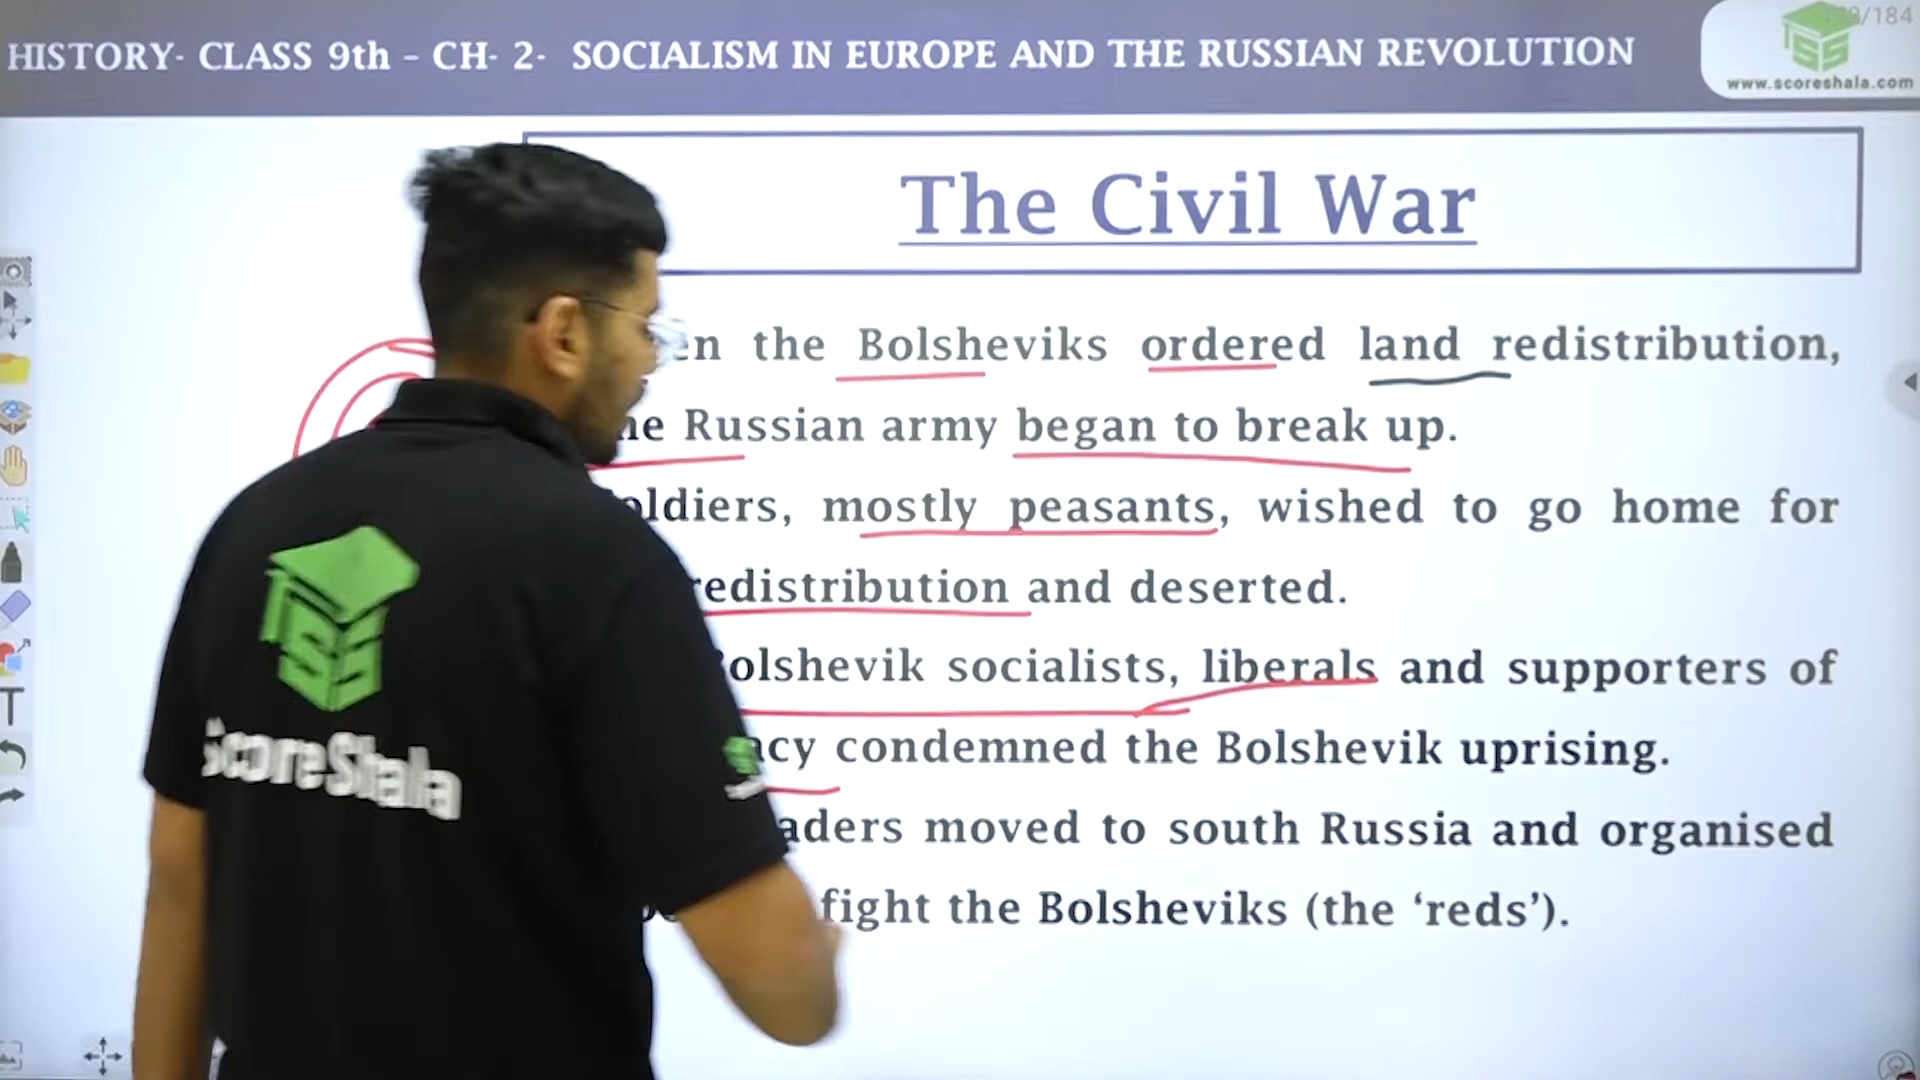 HISTORY- CLASS 9th – CH- 2- SOCIALISM IN EUROPE AND THE RUSSIAN REVOLUTION
/184
www.scoreshala.com
The Civil War
the Bolsheviks ordered land redistribution,
Russian army began to break up.
mostly peasants, wished to go home for
redistribution and deserted.
socialists, liberals and supporters of
condemned the Bolshevik uprising.
moved to south Russia and organised
fight the Bolsheviks (the ‘reds’).
SS
ScoreShala
T